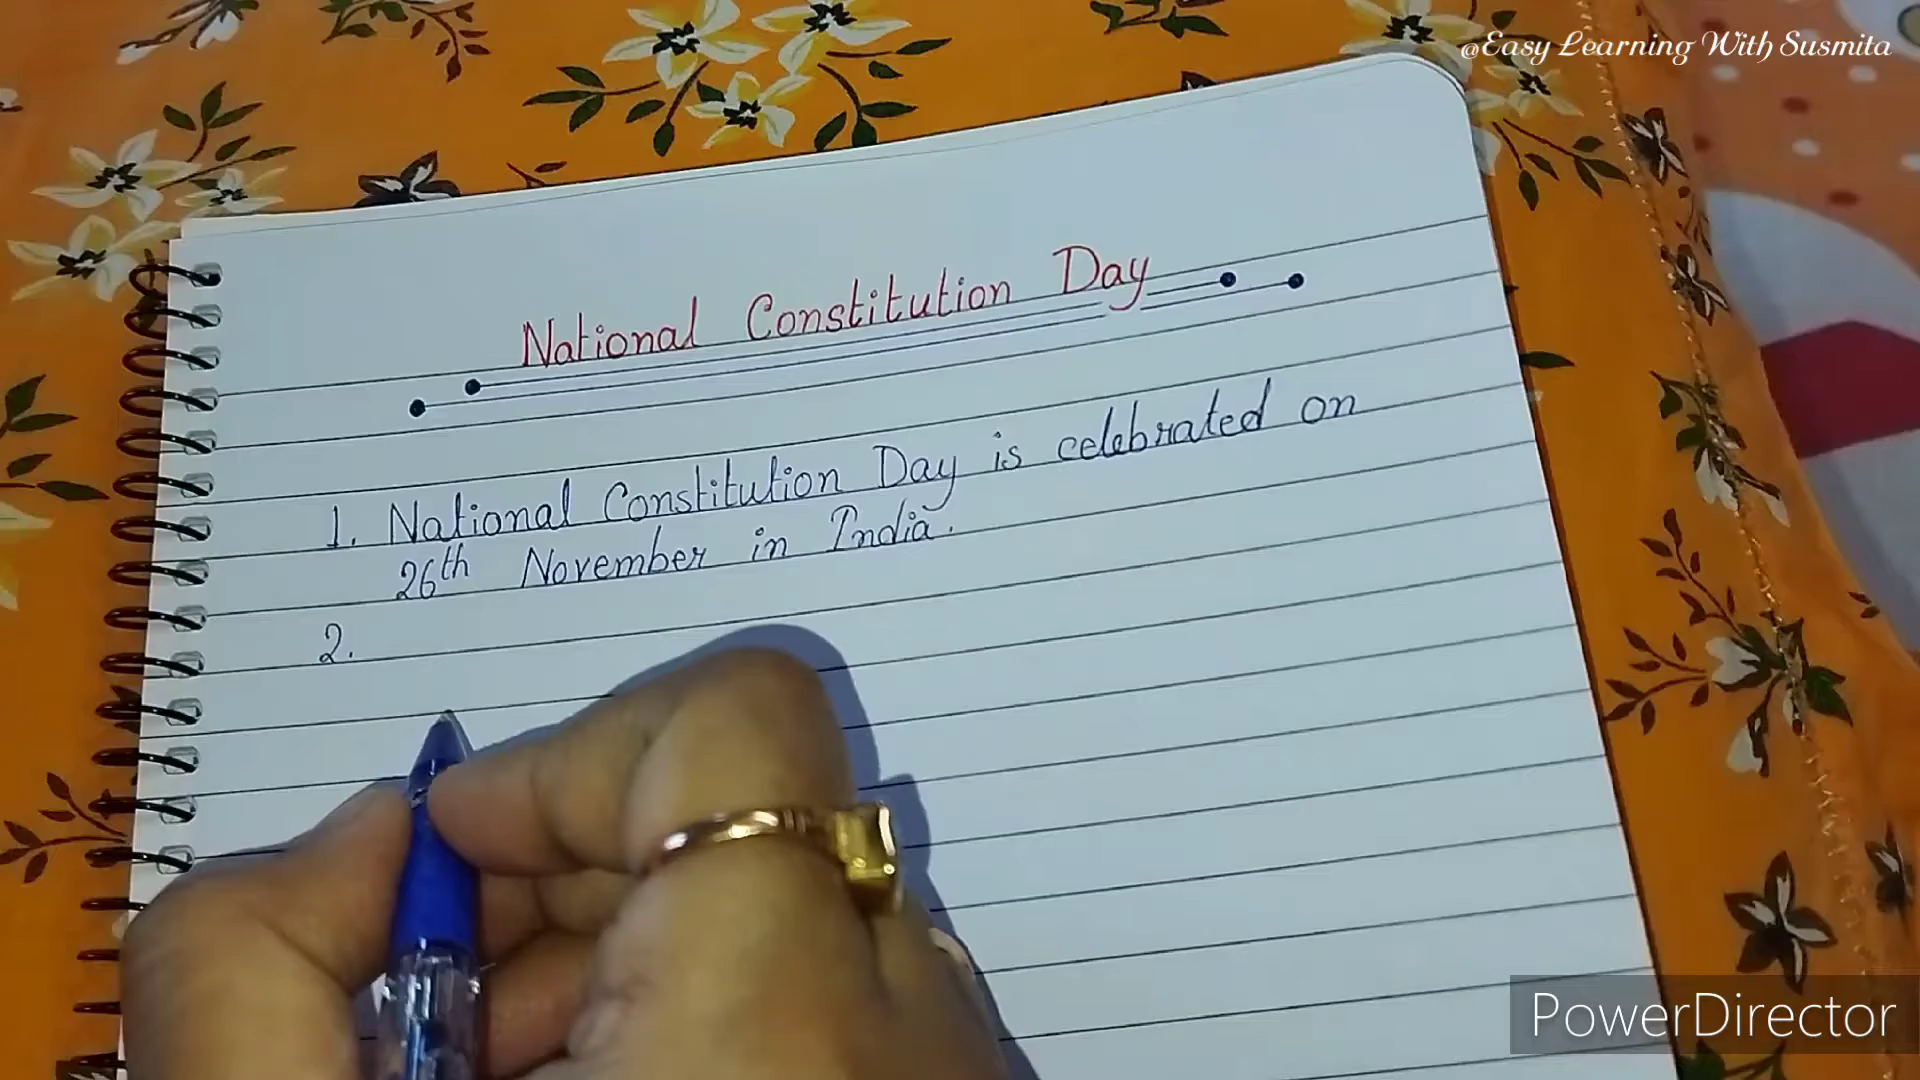 @Easy Learning With Susmita
National Constitution Day
1. National Constitution Day is celebrated on
26th November in India.
2.
PowerDirector